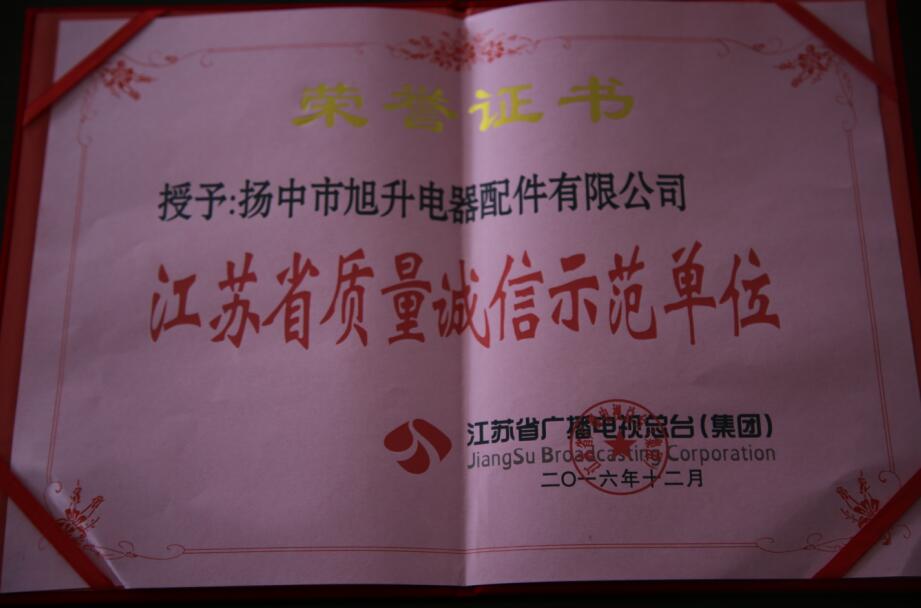 荣誉证书
授予:扬中市旭升电器配件有限公司
江苏省质量诚信示范单位
江苏省广播电视总台(集团)
JiangSu Broadcasting Corporation
二〇一六年十二月